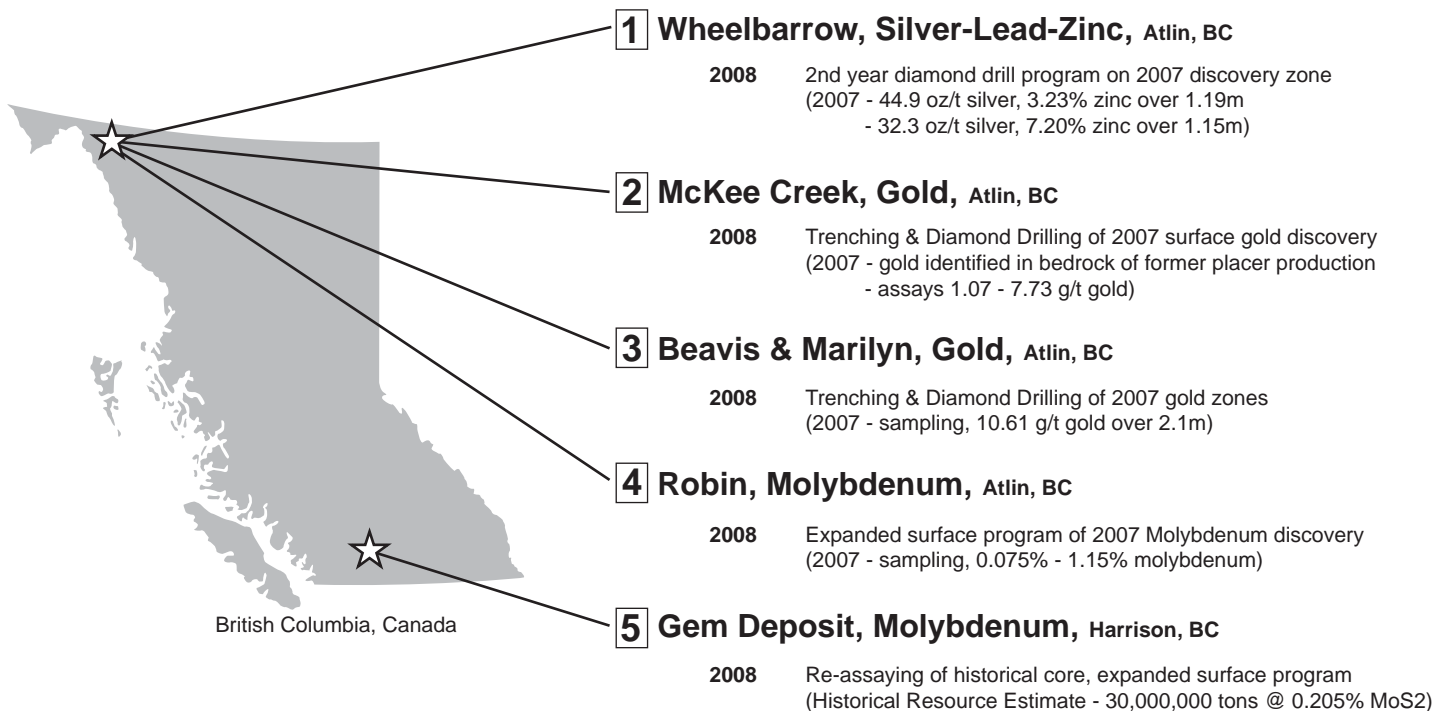 1 Wheelbarrow, Silver-Lead-Zinc, Atlin, BC
2008 2nd year diamond drill program on 2007 discovery zone
(2007 - 44.9 oz/t silver, 3.23% zinc over 1.19m
- 32.3 oz/t silver, 7.20% zinc over 1.15m)
2 McKee Creek, Gold, Atlin, BC
2008 Trenching & Diamond Drilling of 2007 surface gold discovery
(2007 - gold identified in bedrock of former placer production
- assays 1.07 - 7.73 g/t gold)
3 Beavis & Marilyn, Gold, Atlin, BC
2008 Trenching & Diamond Drilling of 2007 gold zones
(2007 - sampling, 10.61 g/t gold over 2.1m)
4 Robin, Molybdenum, Atlin, BC
2008 Expanded surface program of 2007 Molybdenum discovery
(2007 - sampling, 0.075% - 1.15% molybdenum)
British Columbia, Canada
5 Gem Deposit, Molybdenum, Harrison, BC
2008 Re-assaying of historical core, expanded surface program
(Historical Resource Estimate - 30,000,000 tons @ 0.205% MoS2)